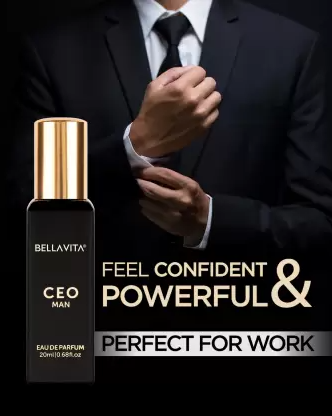 BELLAVITA®
CEO
MAN
EAU DE PARFUM
20ml|0.68fl.oz
FEEL CONFIDENT
& POWERFUL
PERFECT FOR WORK